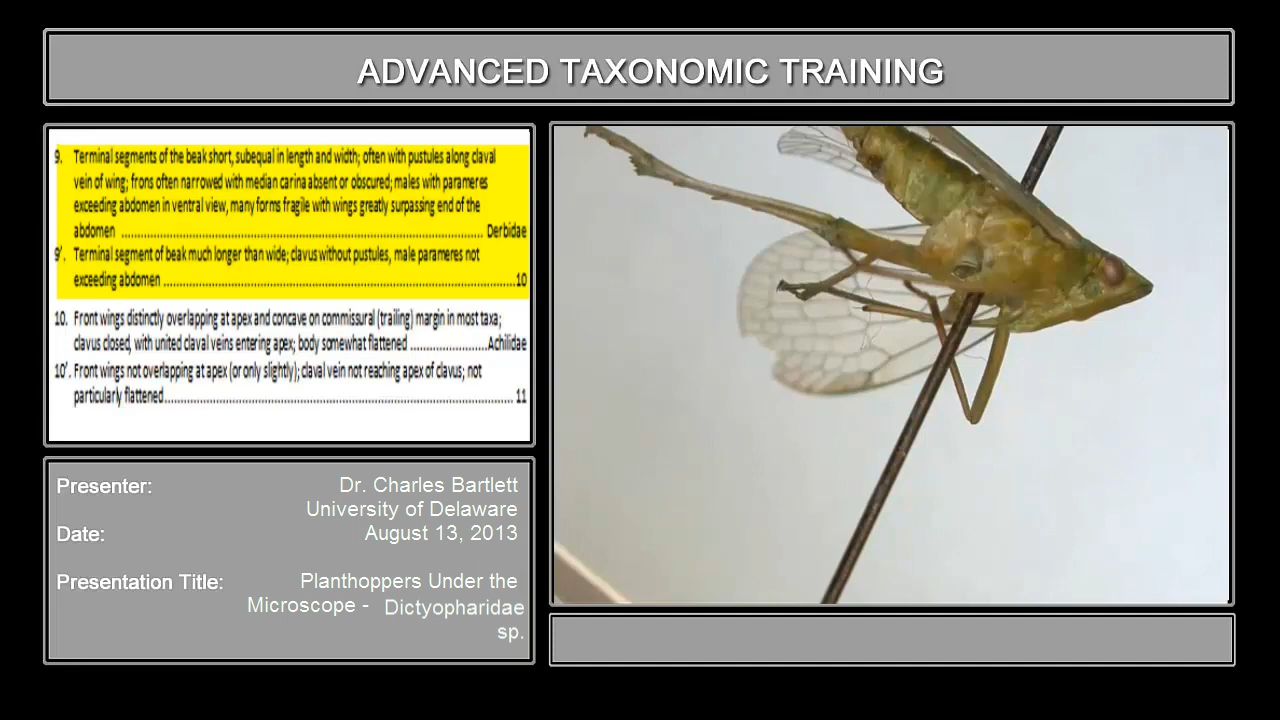 ADVANCED TAXONOMIC TRAINING
9. Terminal segments of the beak short, subequal in length and width; often with pustules along claval
vein of wing; frons often narrowed with median carina absent or obscured; males with parameres
exceeding abdomen in ventral view, many forms fragile with wings greatly surpassing end of the
abdomen ........ Derbidae
9'. Terminal segment of beak much longer than wide; clavus without pustules, male parameres not
exceeding abdomen ........ 10
10. Front wings distinctly overlapping at apex and concave on commissural (trailing) margin in most taxa;
clavus closed, with united claval veins entering apex; body somewhat flattened ........ Achilidae
10'. Front wings not overlapping at apex (or only slightly); claval vein not reaching apex of clavus; not
particularly flattened........ 11
Presenter: Dr. Charles Bartlett
University of Delaware
Date: August 13, 2013
Presentation Title: Planthoppers Under the
Microscope - Dictyopharidae
sp.